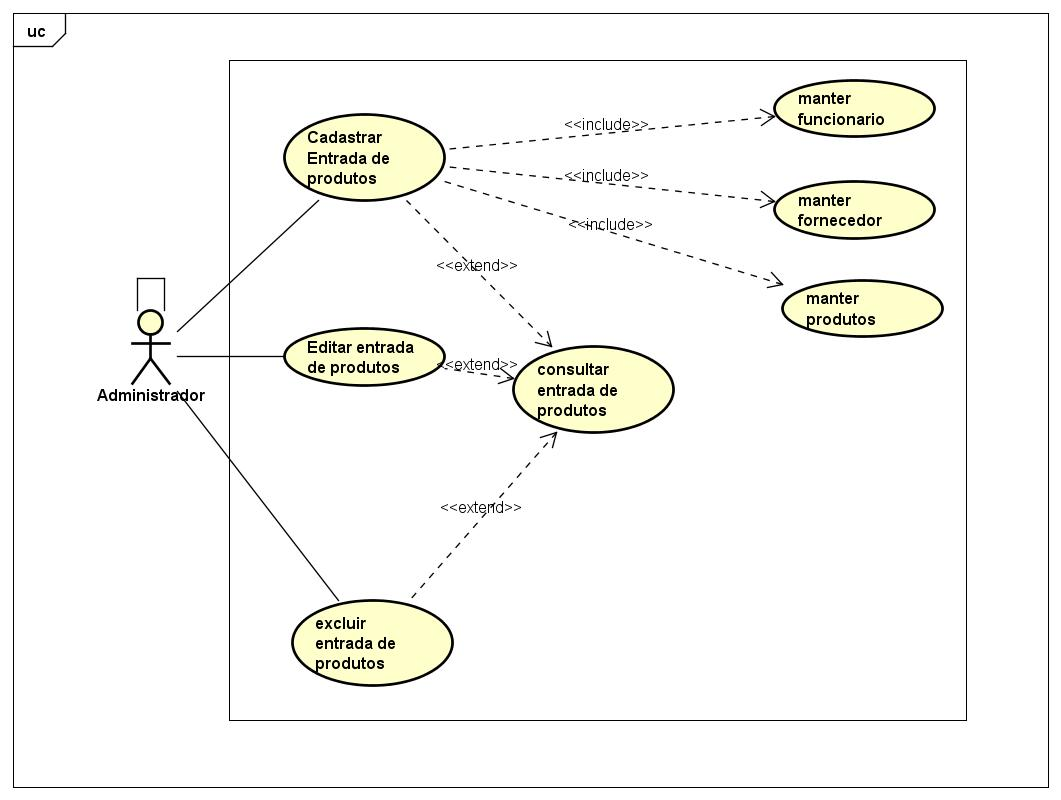 uc
manter
funcionario
<<include>>
Cadastrar
Entrada de
produtos
<<include>>
manter
fornecedor
<<include>>
<<extend>>
manter
produtos
Administrador
Editar entrada
de produtos
<<extend>>
consultar
entrada de
produtos
<<extend>>
excluir
entrada de
produtos